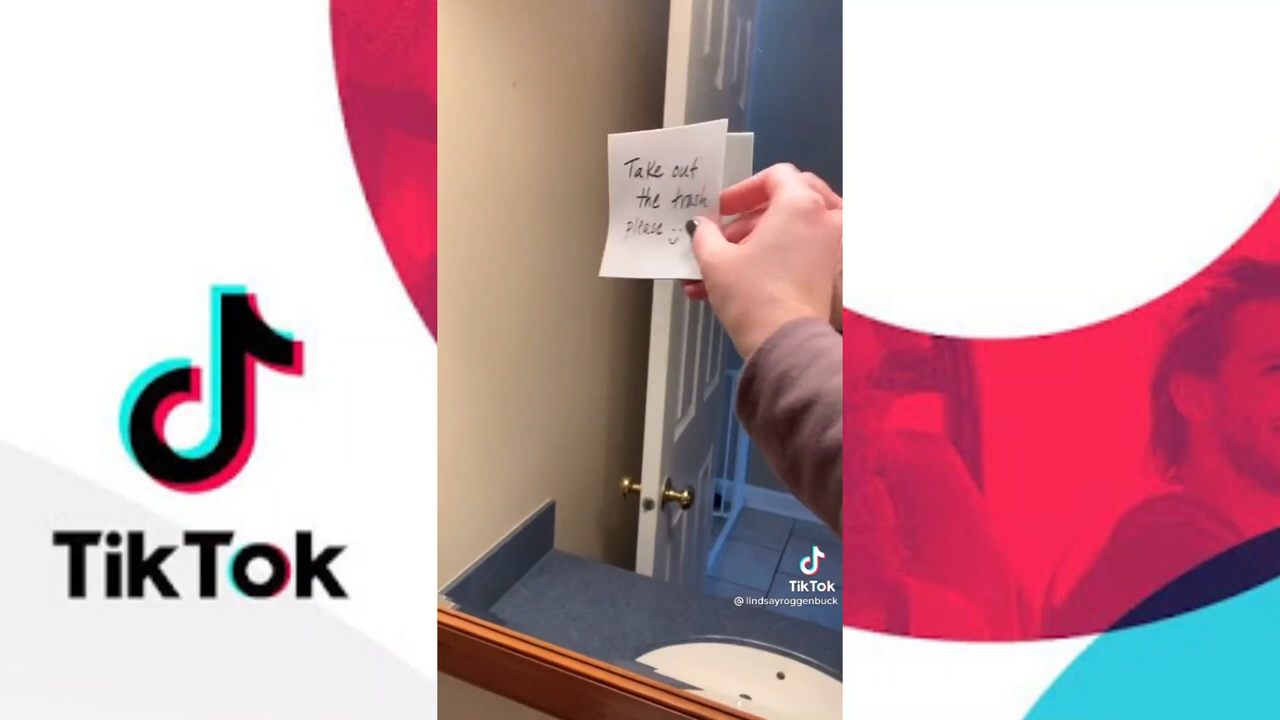 TikTok
Take out
the trash
please :)
TikTok
@lindsayroggenbuck